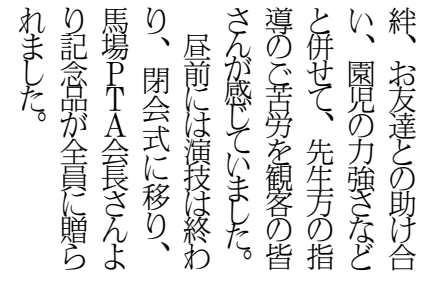 絆、お友達との助け合
い、園児の力強さなど
と併せて、先生方の指
導のご苦労を観客の皆
さんが感じていました。
　昼前には演技は終わ
り、閉会式に移り、
馬場ＰＴＡ会長さんよ
り記念品が全員に贈ら
れました。